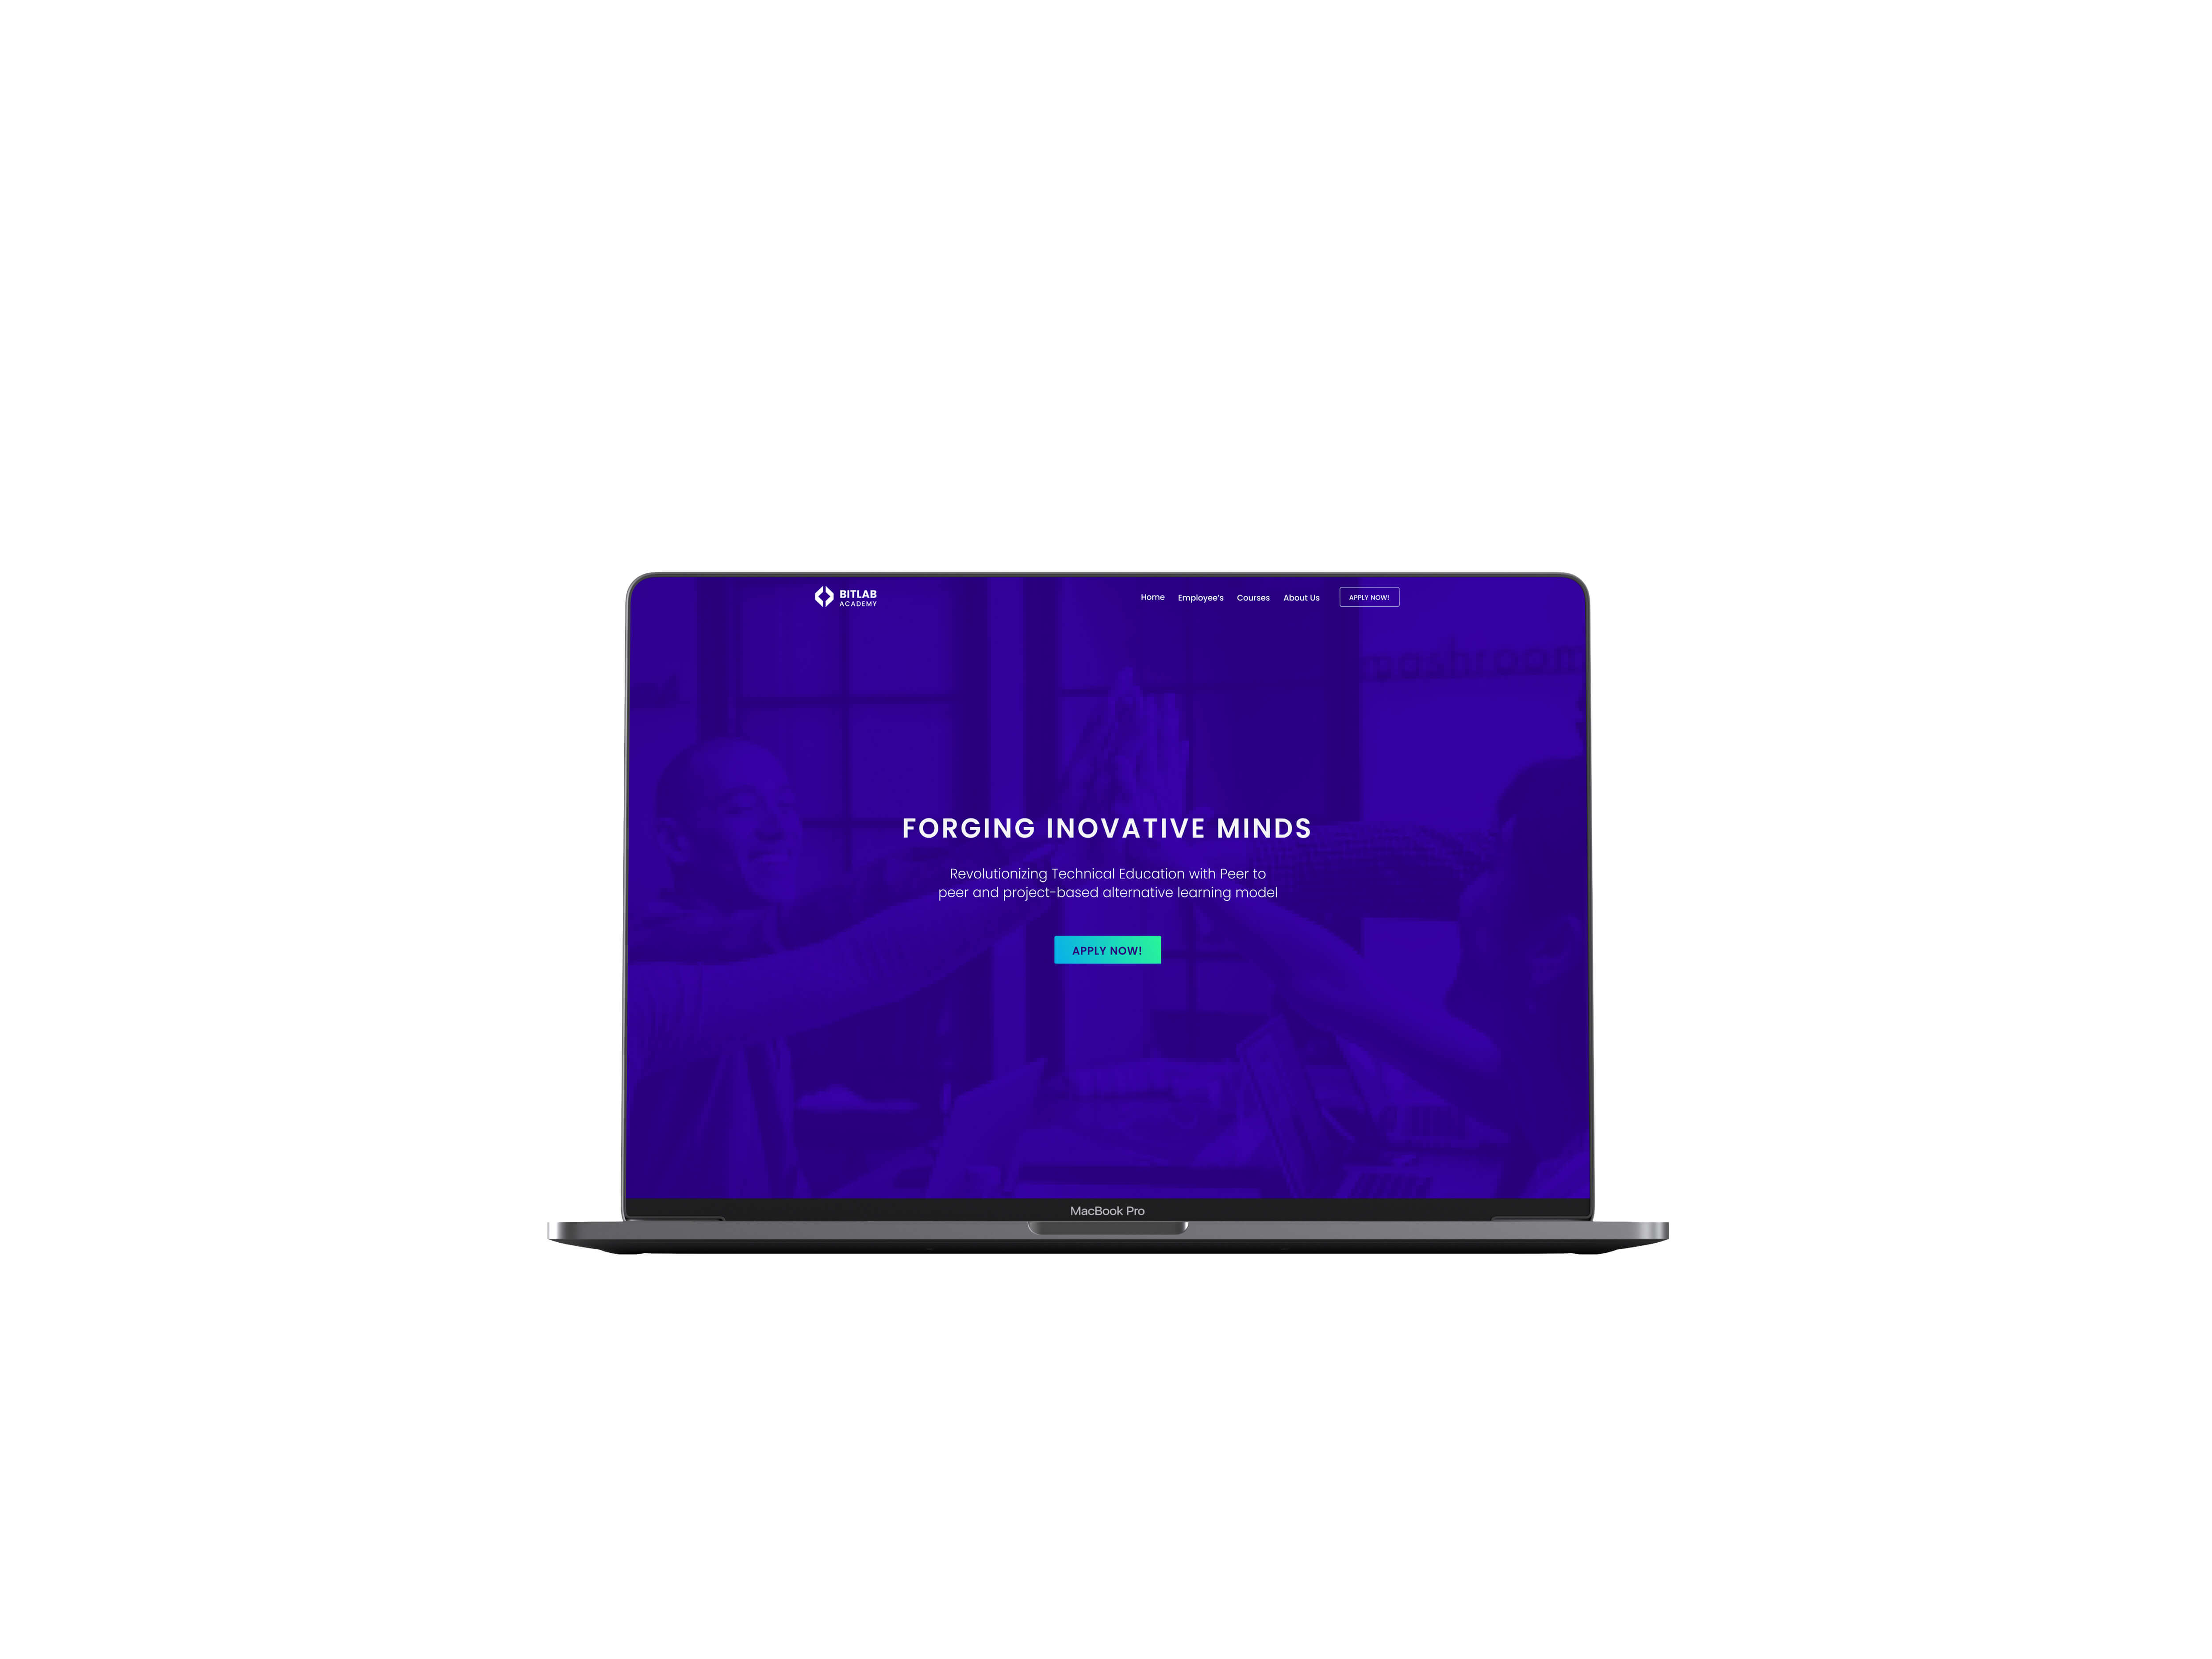 BITLAB
ACADEMY
Home Employee's Courses About Us APPLY NOW!
mashroom
FORGING INOVATIVE MINDS
Revolutionizing Technical Education with Peer to
peer and project-based alternative learning model
APPLY NOW!
MacBook Pro